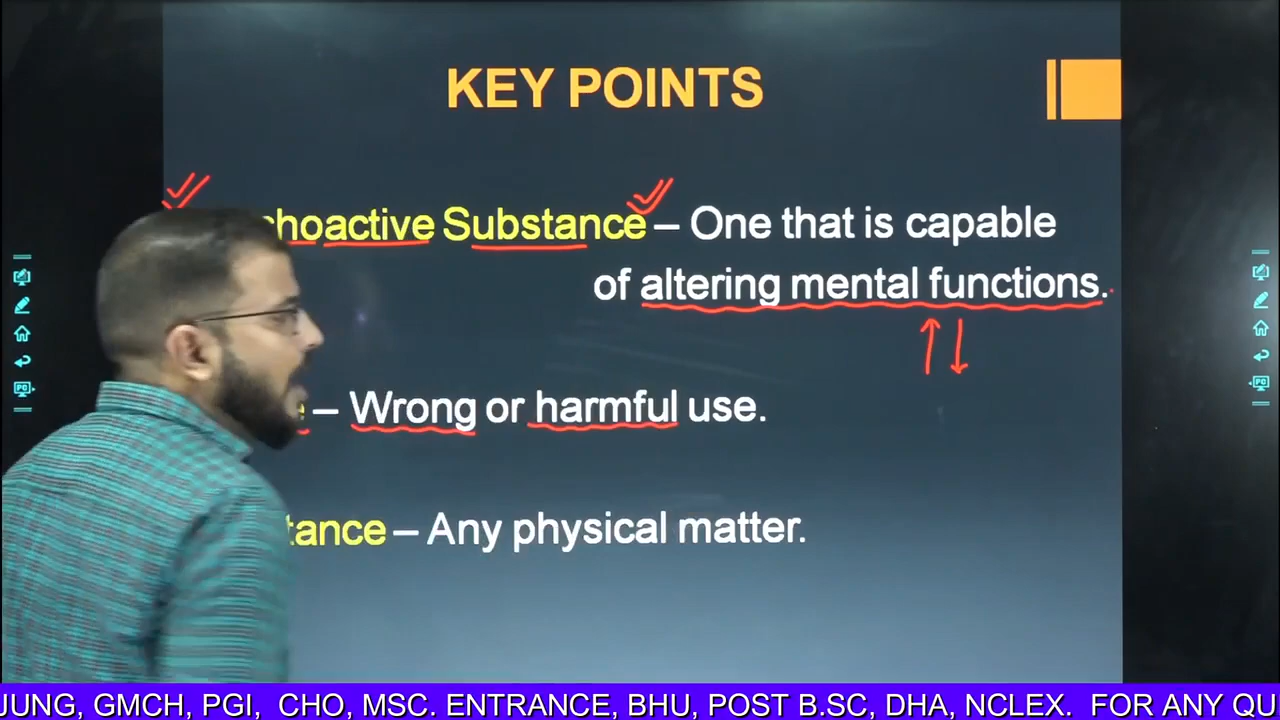 KEY POINTS
choactive Substance – One that is capable
of altering mental functions.
e – Wrong or harmful use.
tance – Any physical matter.
JUNG, GMCH, PGI, CHO, MSC. ENTRANCE, BHU, POST B.SC, DHA, NCLEX. FOR ANY QU